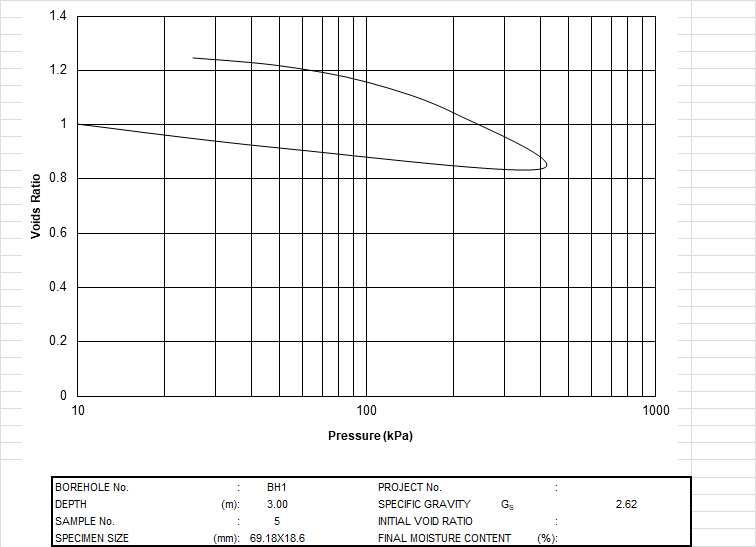 1.4
1.2
1
0.8
0.6
0.4
0.2
0
Voids Ratio
10 100 1000
Pressure (kPa)
BOREHOLE No. : BH1 PROJECT No. :
DEPTH (m): 3.00 SPECIFIC GRAVITY Gs 2.62
SAMPLE No. : 5 INITIAL VOID RATIO :
SPECIMEN SIZE (mm): 69.18X18.6 FINAL MOISTURE CONTENT (%):